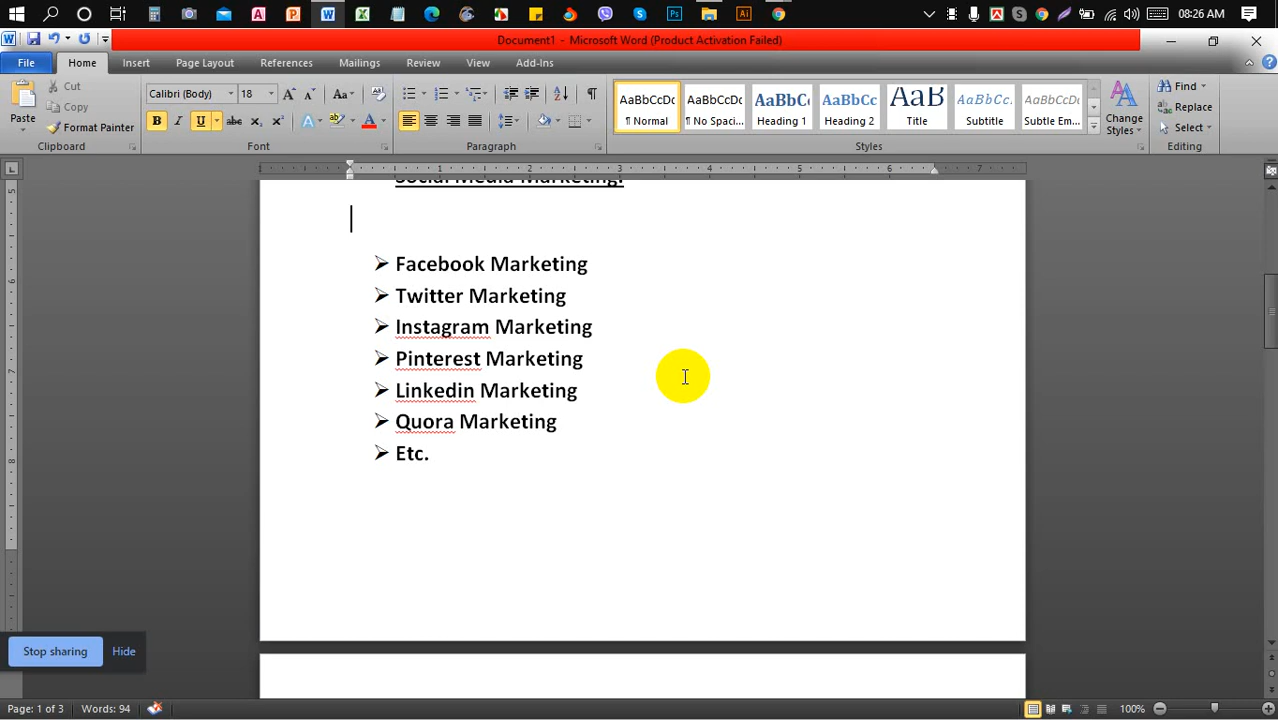 08:26 AM
Document1 - Microsoft Word (Product Activation Failed)
File Home Insert Page Layout References Mailings Review View Add-Ins
Paste
Cut
Copy
Format Painter
Clipboard
Calibri (Body) 18
Font
Paragraph
AaBbCcDc AaBbCcDc AaBbC AaBbCc AaB AaBbCc. AaBbCcDc
¶ Normal ¶ No Spaci... Heading 1 Heading 2 Title Subtitle Subtle Em...
Styles
Change Styles
Find
Replace
Select
Editing
Social Media Marketing:
➢ Facebook Marketing
➢ Twitter Marketing
➢ Instagram Marketing
➢ Pinterest Marketing
➢ Linkedin Marketing
➢ Quora Marketing
➢ Etc.
Stop sharing Hide
Page: 1 of 3 Words: 94 100%